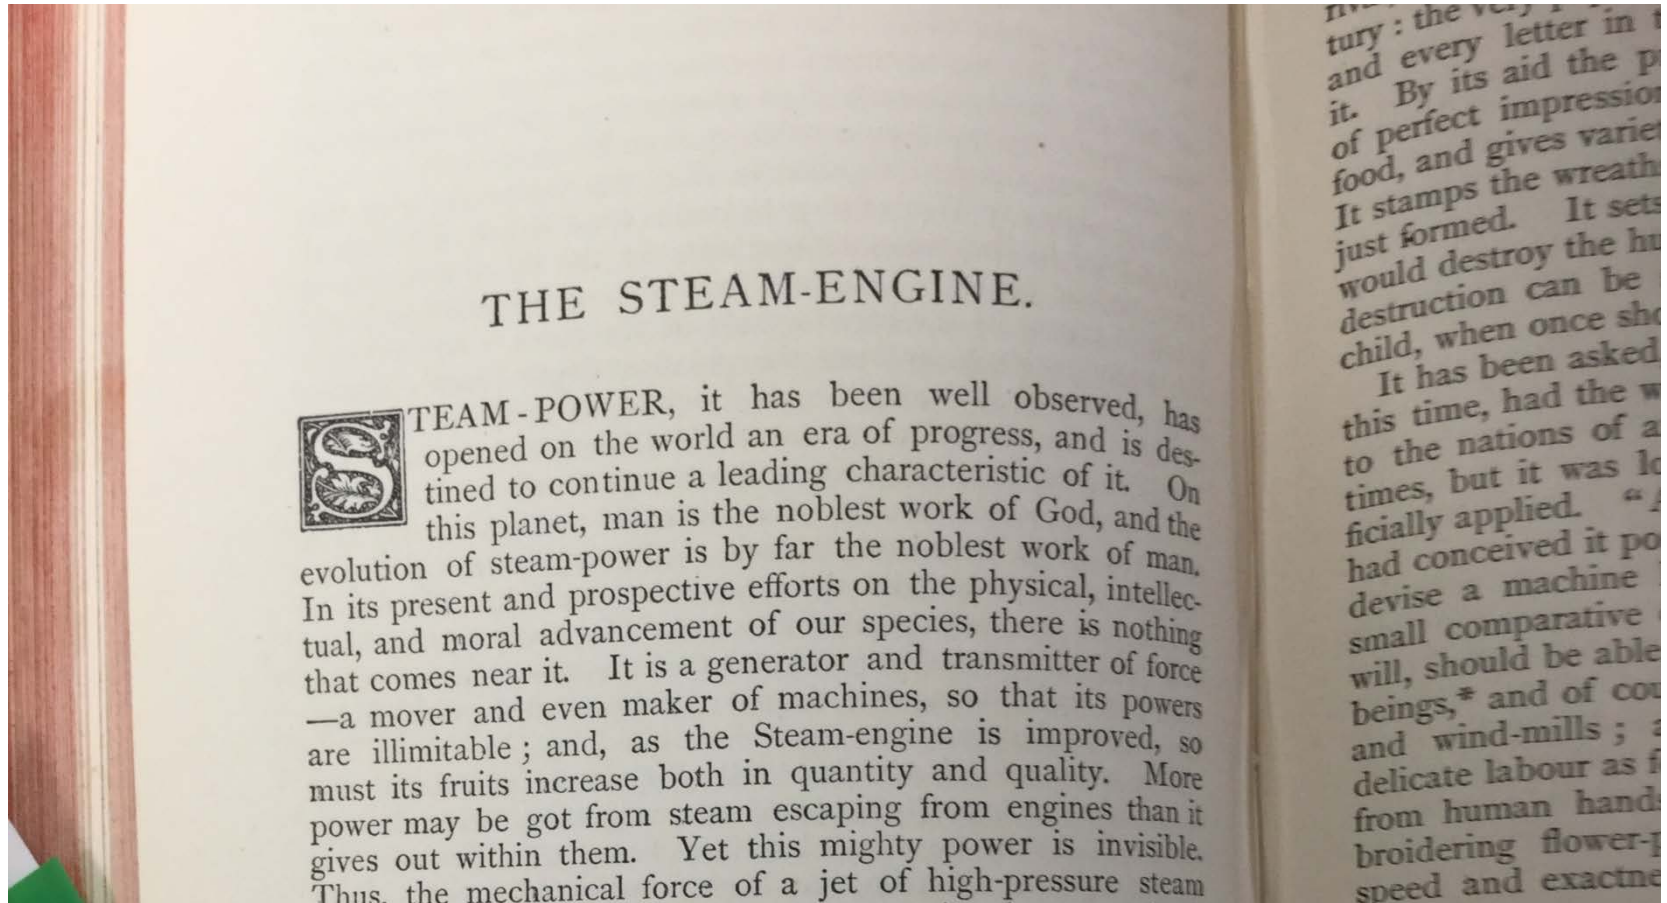 THE STEAM-ENGINE.
STEAM-POWER, it has been well observed, has
opened on the world an era of progress, and is des-
tined to continue a leading characteristic of it. On
this planet, man is the noblest work of God, and the
evolution of steam-power is by far the noblest work of man.
In its present and prospective efforts on the physical, intellec-
tual, and moral advancement of our species, there is nothing
that comes near it. It is a generator and transmitter of force
—a mover and even maker of machines, so that its powers
are illimitable ; and, as the Steam-engine is improved, so
must its fruits increase both in quantity and quality. More
power may be got from steam escaping from engines than it
gives out within them. Yet this mighty power is invisible.
Thus, the mechanical force of a jet of high-pressure steam
tury : the very
and every letter in
it. By its aid the
of perfect
food, and gives
It stamps the
just formed. It sets
would destroy the
destruction can be
child, when once
It has been asked
this time, had the
to the nations of
times, but it was
ficially applied. “
had conceived it
devise a machine
small comparative
will, should be able
beings,* and of
and wind-mills ;
delicate labour as
from human
broidering
speed and